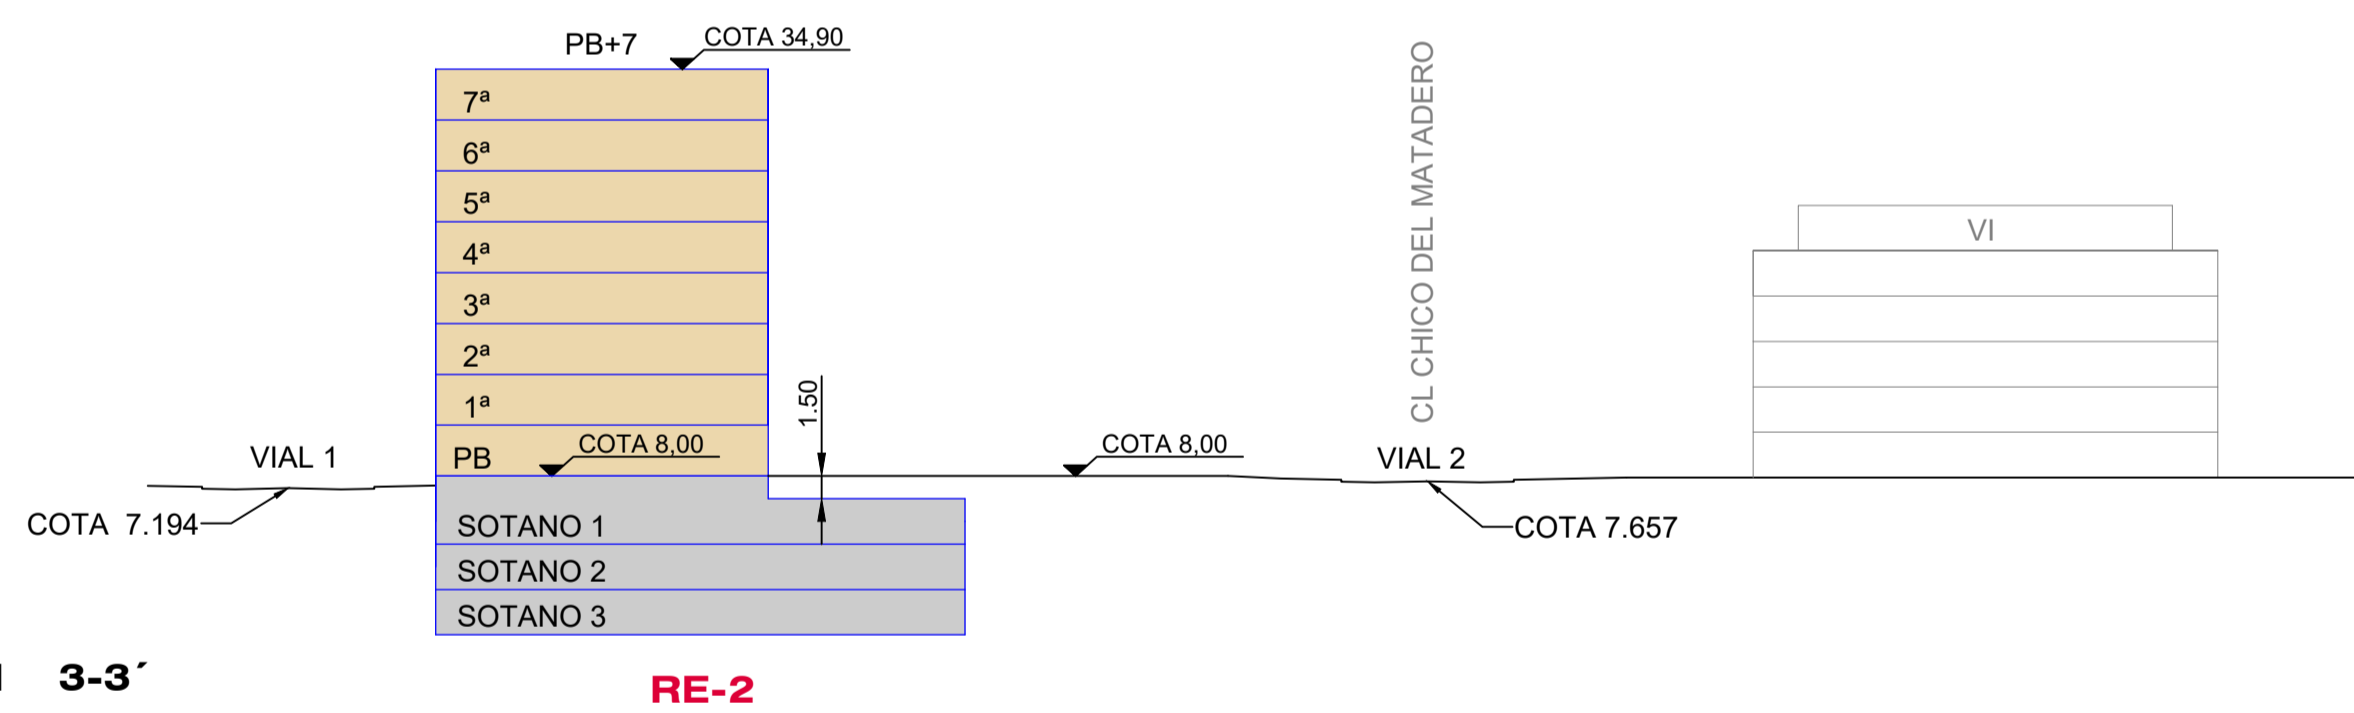 PB+7
COTA 34,90
7ª
6ª
5ª
4ª
3ª
2ª
1ª
PB
COTA 8,00
1.50
COTA 8,00
VIAL 1
COTA 7.194
SOTANO 1
SOTANO 2
SOTANO 3
CL CHICO DEL MATADERO
VIAL 2
COTA 7.657
VI
3-3´
RE-2